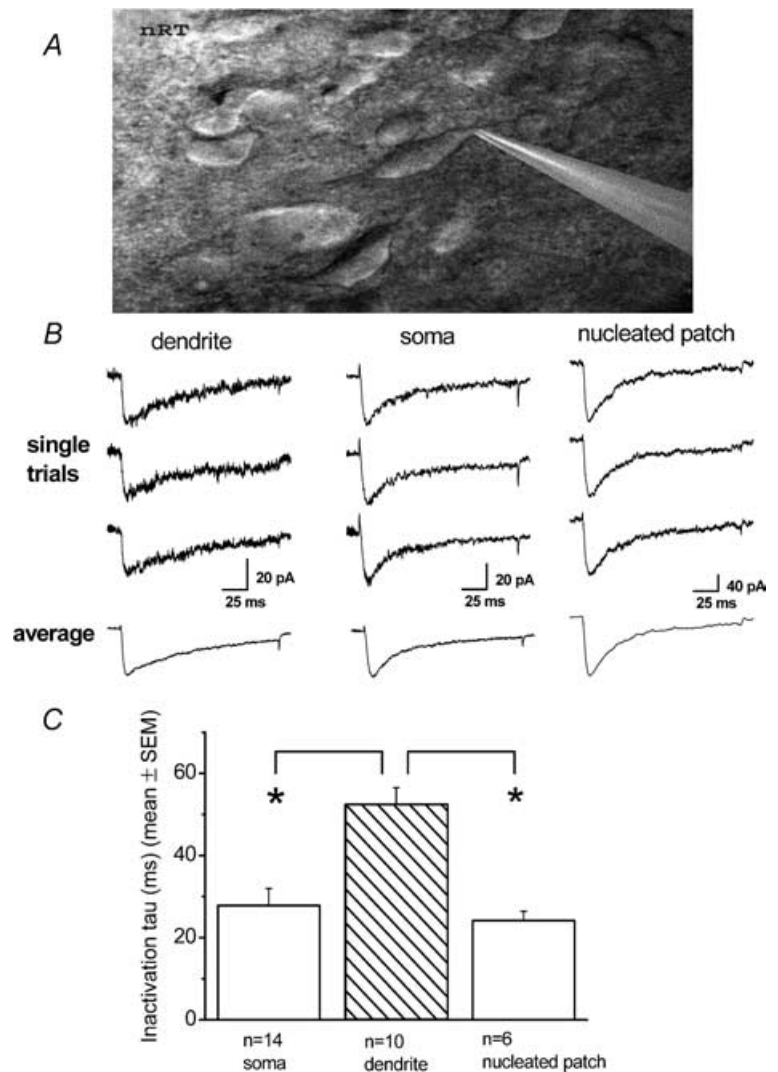 A
nRT
B
dendrite
soma
nucleated patch
single
trials
20 pA
25 ms
20 pA
25 ms
40 pA
25 ms
average
C
Inactivation tau (ms) (mean ± SEM)
60
40
20
0
*
*
n=14
soma
n=10
dendrite
n=6
nucleated patch